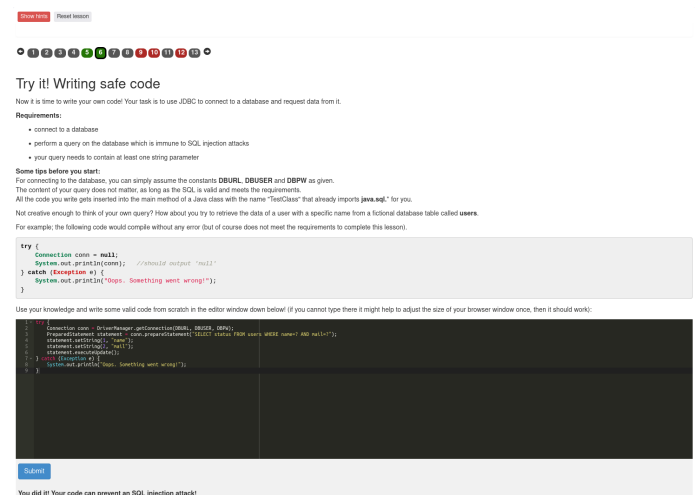 Show hints Reset lesson
1 2 3 4 5 6 7 8 9 10 11 12 13
Try it! Writing safe code
Now it is time to write your own code! Your task is to use JDBC to connect to a database and request data from it.
Requirements:
• connect to a database
• perform a query on the database which is immune to SQL injection attacks
• your query needs to contain at least one string parameter
Some tips before you start:
For connecting to the database, you can simply assume the constants DBURL, DBUSER and DBPW as given.
The content of your query does not matter, as long as the SQL is valid and meets the requirements.
All the code you write gets inserted into the main method of a Java class with the name "TestClass" that already imports java.sql.* for you.
Not creative enough to think of your own query? How about you try to retrieve the data of a user with a specific name from a fictional database table called users.
For example; the following code would compile without any error (but of course does not meet the requirements to complete this lesson).
try {
Connection conn = null;
System.out.println(conn); //should output 'null'
} catch (Exception e) {
System.out.println("Oops. Something went wrong!");
}
Use your knowledge and write some valid code from scratch in the editor window down below! (if you cannot type there it might help to adjust the size of your browser window once, then it should work):
1 try {
2 Connection conn = DriverManager.getConnection(DBURL, DBUSER, DBPW);
3 PreparedStatement statement = conn.prepareStatement("SELECT status FROM users WHERE name=? AND mail=?");
4 statement.setString(1, "name");
5 statement.setString(2, "mail");
6 statement.executeUpdate();
7 } catch (Exception e) {
8 System.out.println("Oops. Something went wrong!");
9 }
Submit
You did it! Your code can prevent an SQL injection attack!